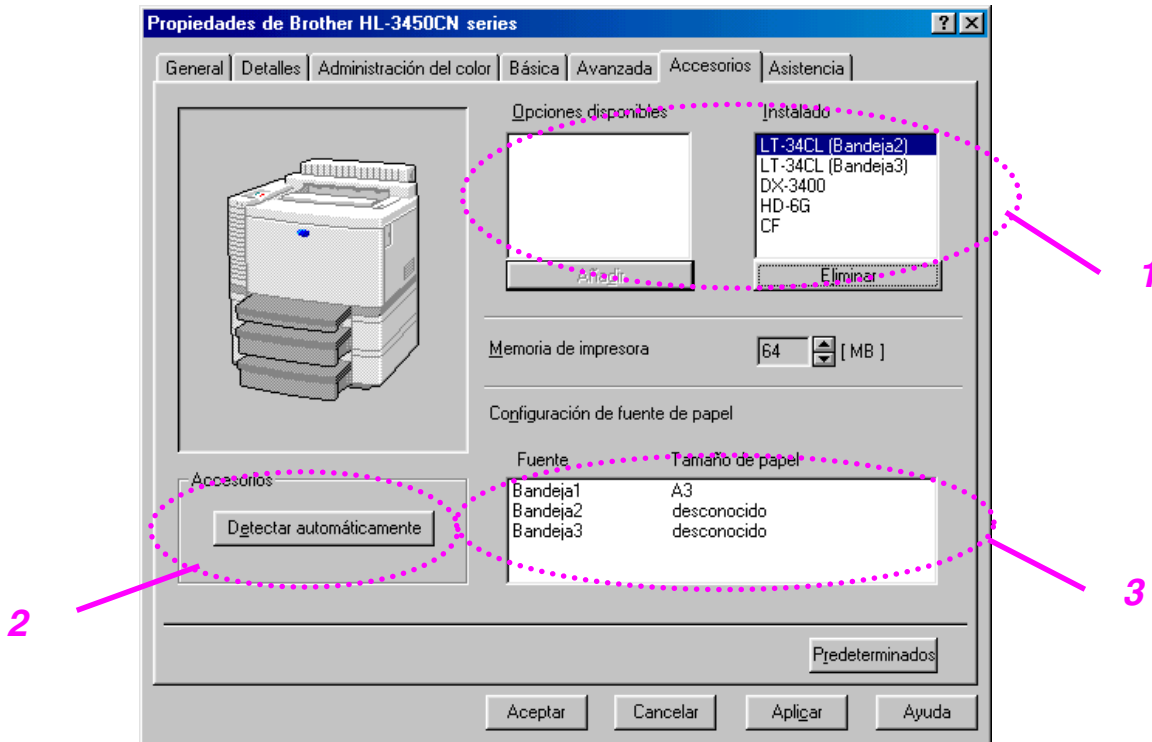 Propiedades de Brother HL-3450CN series
General Detalles Administración del color Básica Avanzada Accesorios Asistencia
Opciones disponibles Instalado
LT-34CL (Bandeja2)
LT-34CL (Bandeja3)
DX-3400
HD-6G
CF
Añadir Eliminar
1
Memoria de impresora 64 [ MB ]
Configuración de fuente de papel
Fuente Tamaño de papel
Bandeja1 A3
Bandeja2 desconocido
Bandeja3 desconocido
Accesorios
Detectar automáticamente
2
3
Predeterminados
Aceptar Cancelar Aplicar Ayuda